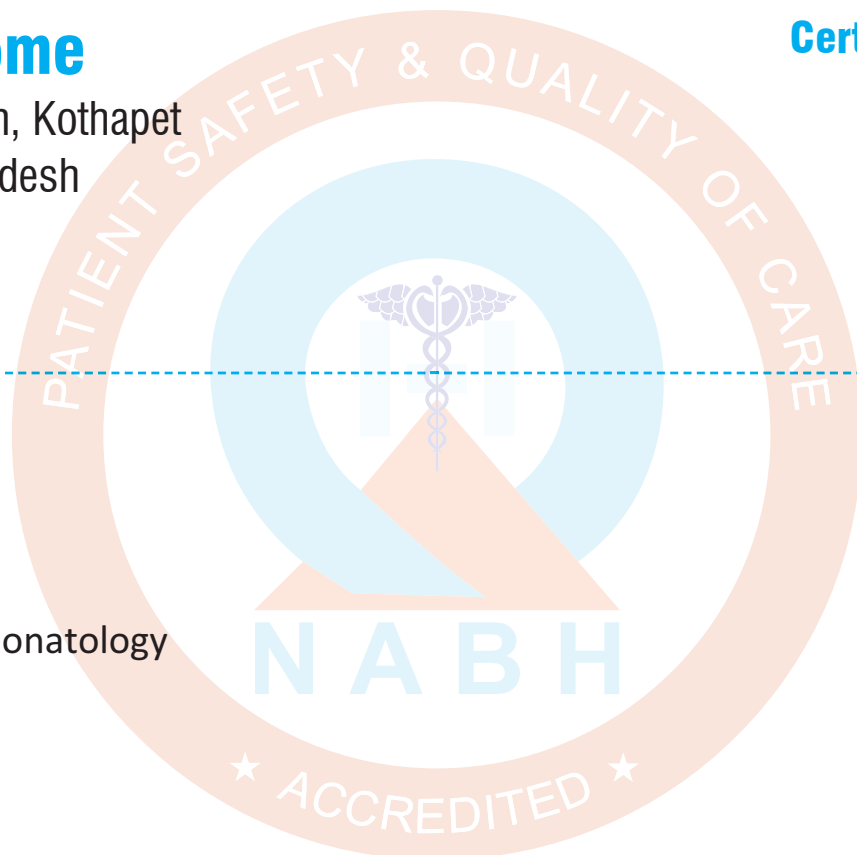 ome
Cert
n, Kothapet
desh
PATIENT SAFETY & QUALITY OF CARE
H
onatology
NABH
★ ACCREDITED ★